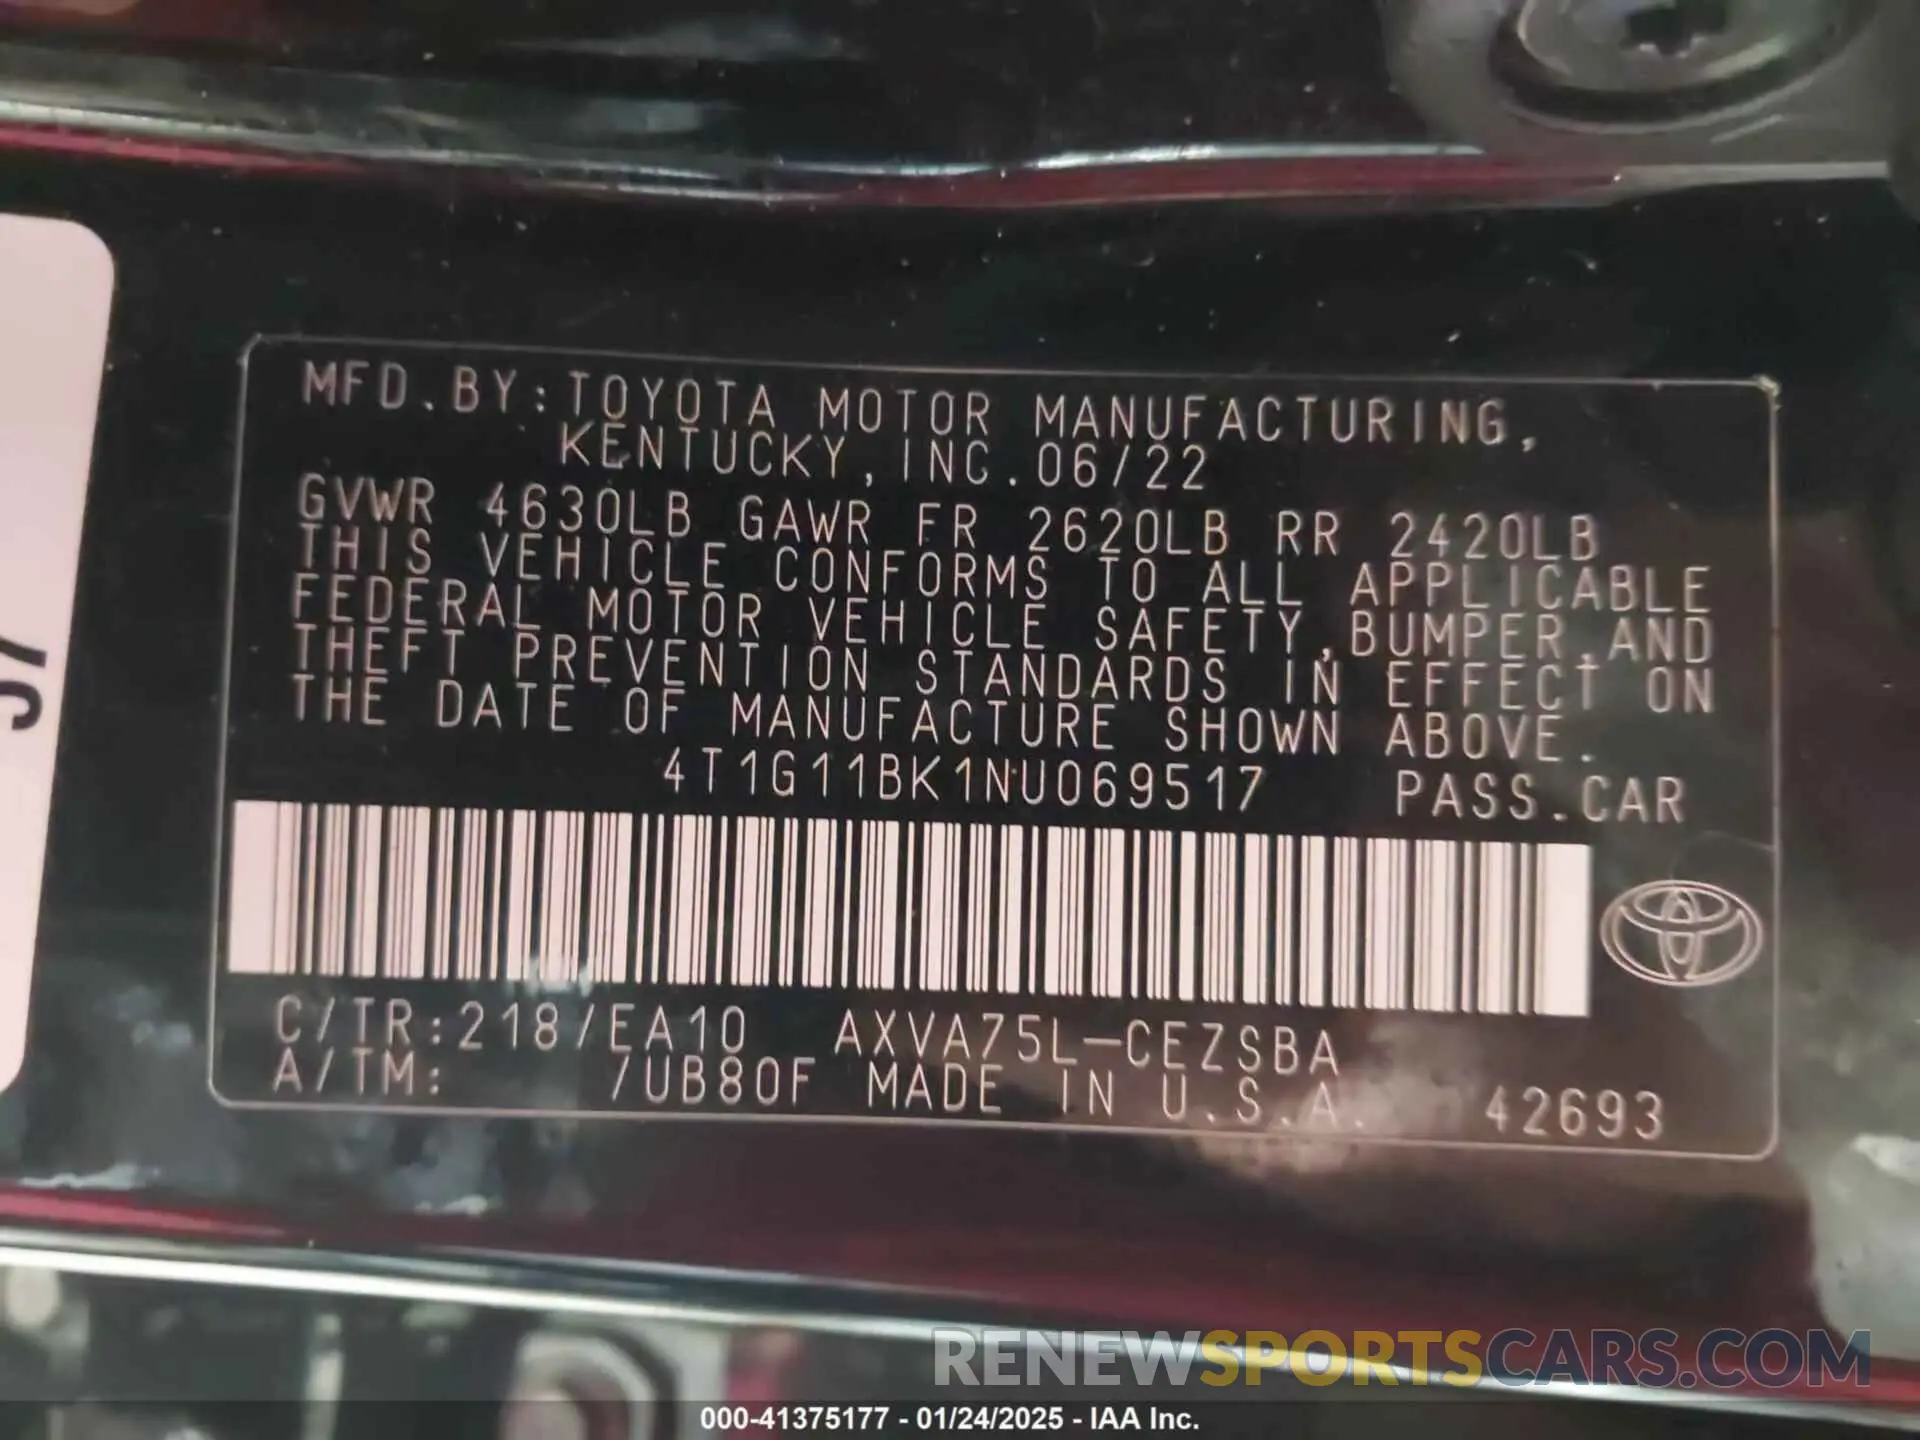 MFD.BY:TOYOTA MOTOR MANUFACTURING,
KENTUCKY,INC.06/22
GVWR 4630LB GAWR FR 2620LB RR 2420LB
THIS VEHICLE CONFORMS TO ALL APPLICABLE
FEDERAL MOTOR VEHICLE SAFETY,BUMPER,AND
THEFT PREVENTION STANDARDS IN EFFECT ON
THE DATE OF MANUFACTURE SHOWN ABOVE.
4T1G11BK1NU069517 PASS.CAR
C/TR:218/EA10 AXVA75L-CEZSBA
A/TM: 7UB80F MADE IN U.S.A. 42693
RENEWSPORTSCARS.COM
000-41375177 - 01/24/2025 - IAA Inc.